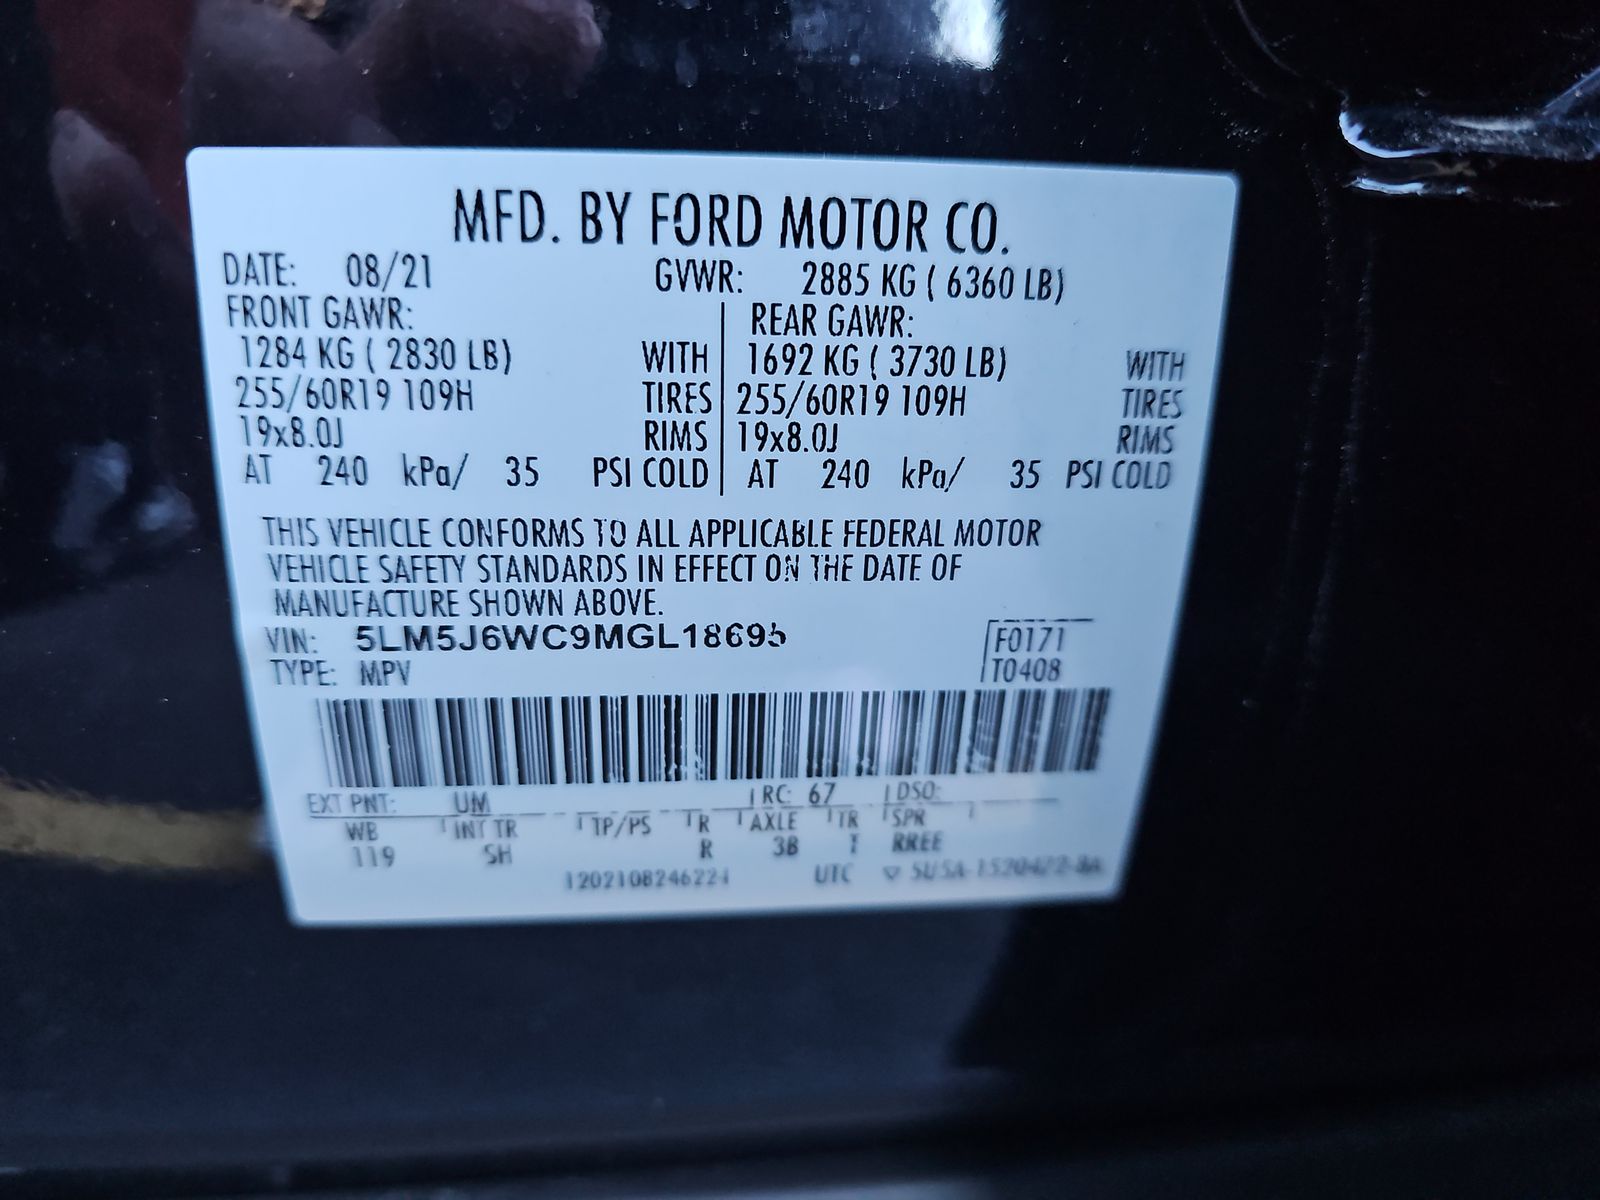 MFD. BY FORD MOTOR CO.
DATE: 08/21 GVWR: 2885 KG ( 6360 LB)
FRONT GAWR: REAR GAWR:
1284 KG ( 2830 LB) WITH 1692 KG ( 3730 LB) WITH
255/60R19 109H TIRES 255/60R19 109H TIRES
19x8.0J RIMS 19x8.0J RIMS
AT 240 kPa/ 35 PSI COLD AT 240 kPa/ 35 PSI COLD
THIS VEHICLE CONFORMS TO ALL APPLICABLE FEDERAL MOTOR
VEHICLE SAFETY STANDARDS IN EFFECT ON THE DATE OF
MANUFACTURE SHOWN ABOVE.
VIN: 5LM5J6WC9MGL18695 F0171
TYPE: MPV T0408
EXT PNT: UM RC: 67 DSO:
WB INT TR TP/PS R AXLE TR SPR
119 SH R 3B T RREE
UTC